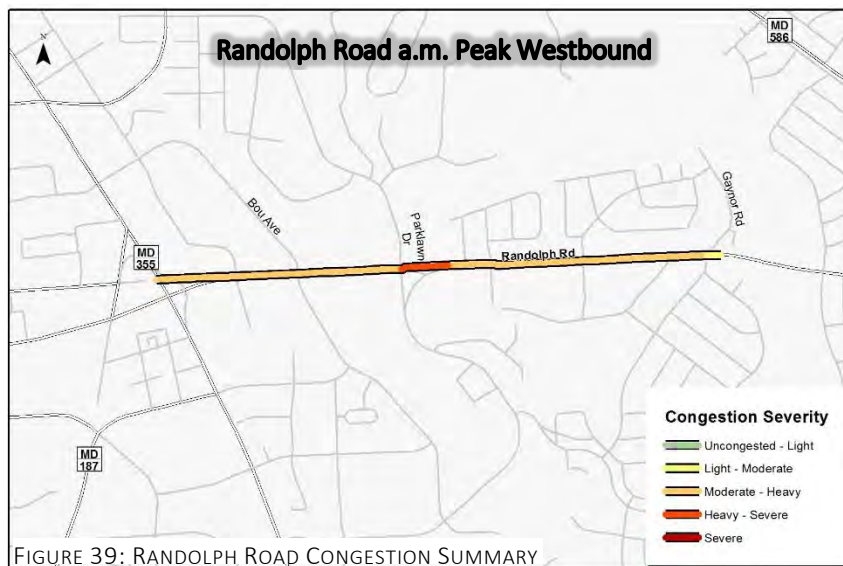 Randolph Road a.m. Peak Westbound
MD
586
N
Bou Ave
Parklawn
Dr
Gaynor Rd
Randolph Rd
MD
355
MD
187
Congestion Severity
Uncongested - Light
Light - Moderate
Moderate - Heavy
Heavy - Severe
Severe
FIGURE 39: RANDOLPH ROAD CONGESTION SUMMARY